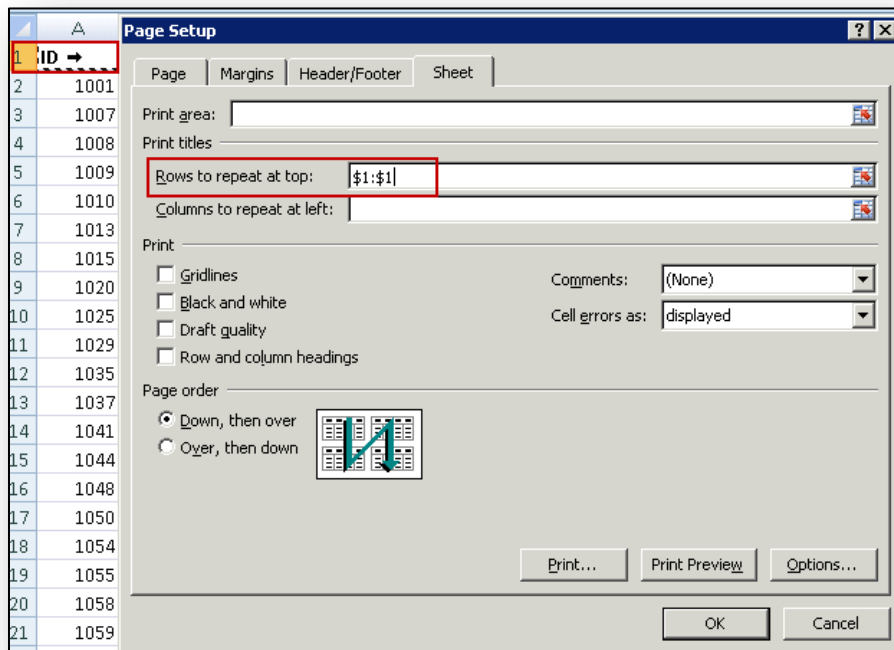 A
Page Setup
? X
1 ID →
2 1001
3 1007
4 1008
5 1009
6 1010
7 1013
8 1015
9 1020
10 1025
11 1029
12 1035
13 1037
14 1041
15 1044
16 1048
17 1050
18 1054
19 1055
20 1058
21 1059
Page Margins Header/Footer Sheet
Print area:
Print titles
Rows to repeat at top: $1:$1
Columns to repeat at left:
Print
Gridlines
Black and white
Draft quality
Row and column headings
Comments: (None)
Cell errors as: displayed
Page order
Down, then over
Over, then down
Print... Print Preview Options...
OK Cancel